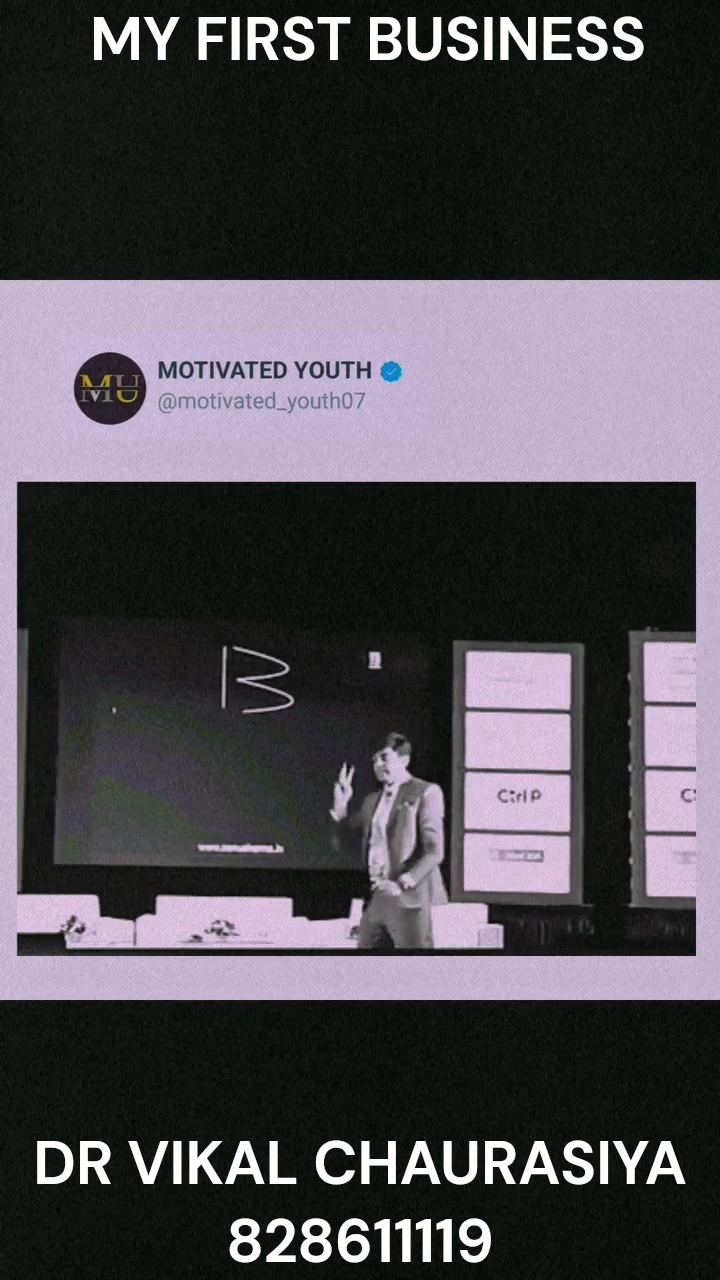 MY FIRST BUSINESS
MU
MOTIVATED YOUTH
@motivated_youth07
13
Ctrl P
DR VIKAL CHAURASIYA
828611119